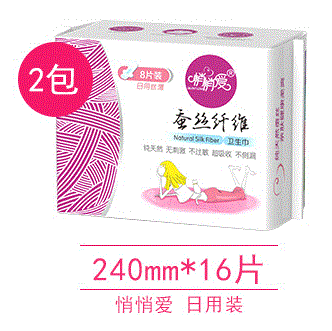 2包
8片装
日用丝薄
悄悄爱
蚕丝纤维
Natural Silk Fiber 卫生巾
纯天然 无刺激 不过敏 超吸收 不侧漏
240mm*16片
悄悄爱 日用装